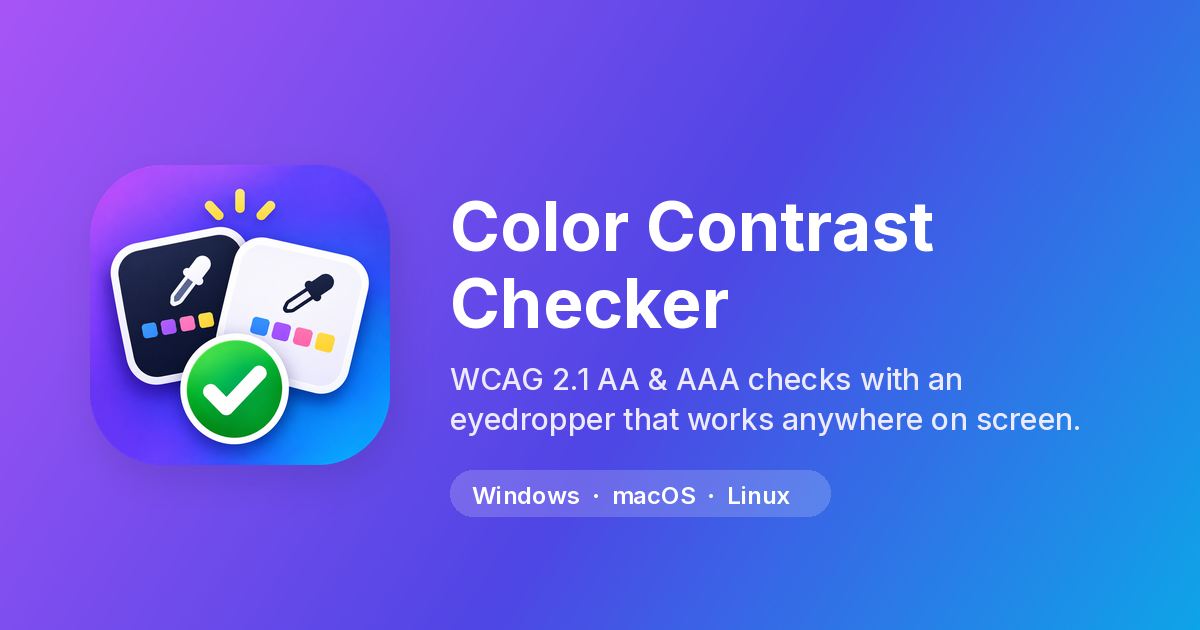 Color Contrast
Checker
WCAG 2.1 AA & AAA checks with an
eyedropper that works anywhere on screen.
Windows · macOS · Linux